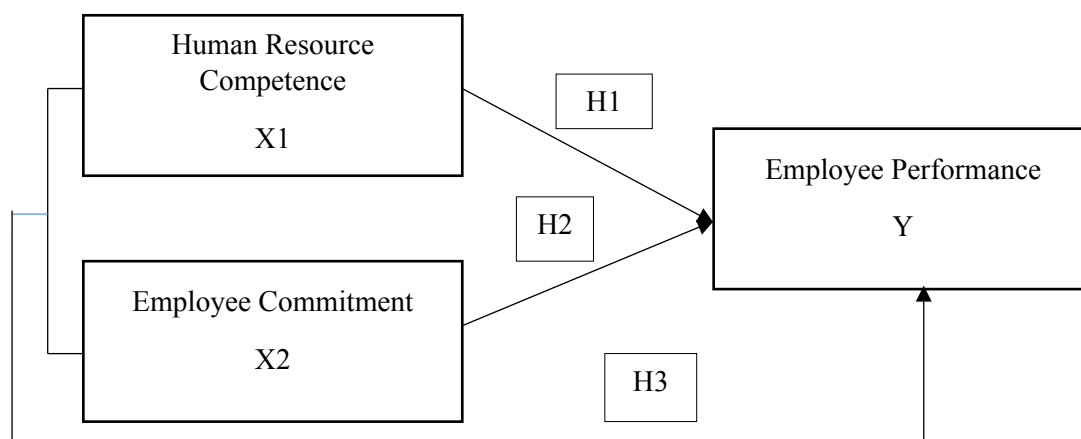 Human Resource
Competence
X1
H1
Employee Performance
Y
H2
Employee Commitment
X2
H3